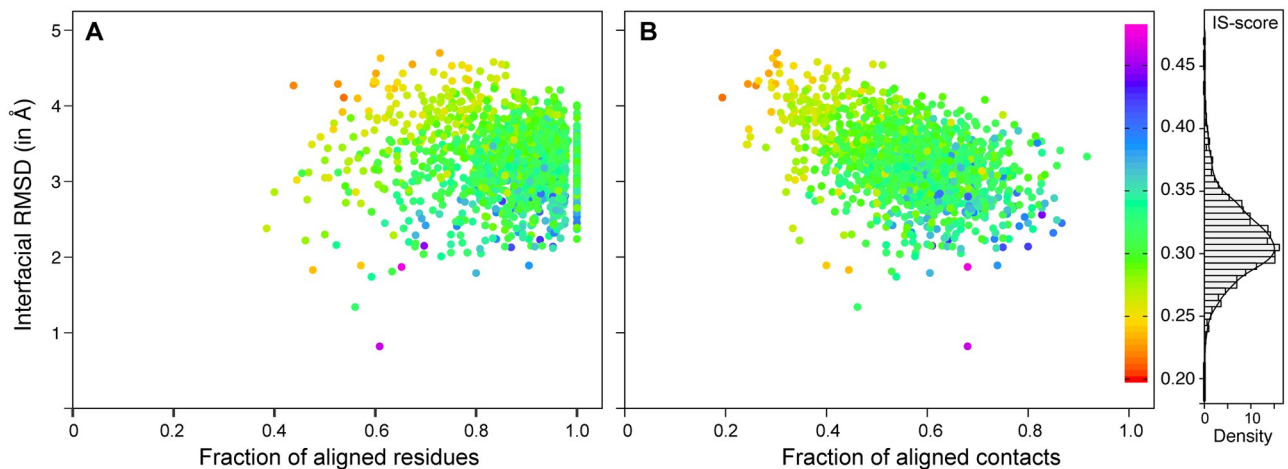 A
B
IS-score
Interfacial RMSD (in Å)
5
4
3
2
1
0 0.2 0.4 0.6 0.8 1.0
Fraction of aligned residues
0 0.2 0.4 0.6 0.8 1.0
Fraction of aligned contacts
0.45
0.40
0.35
0.30
0.25
0.20
0 10
Density